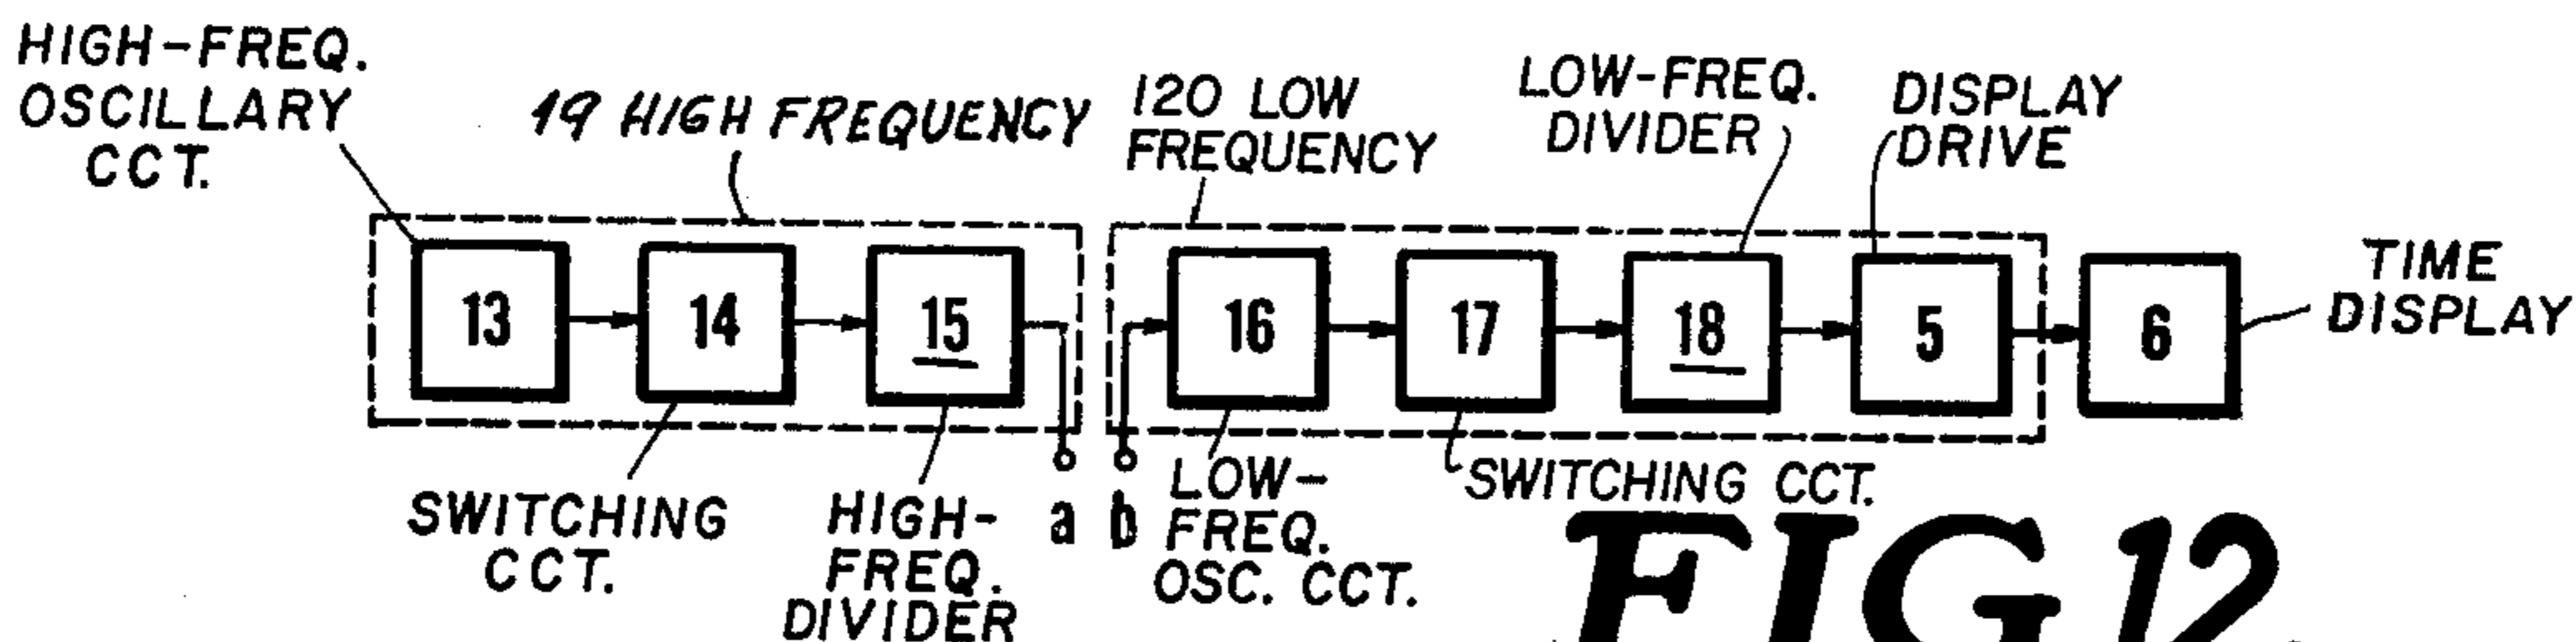 HIGH-FREQ.
OSCILLARY
CCT.
19 HIGH FREQUENCY
120 LOW
FREQUENCY
LOW-FREQ.
DIVIDER
DISPLAY
DRIVE
13
14
15
16
17
18
5
6
TIME
DISPLAY
SWITCHING
CCT.
HIGH-
FREQ.
DIVIDER
a
b
LOW-
FREQ.
OSC. CCT.
SWITCHING CCT.
FIG 12